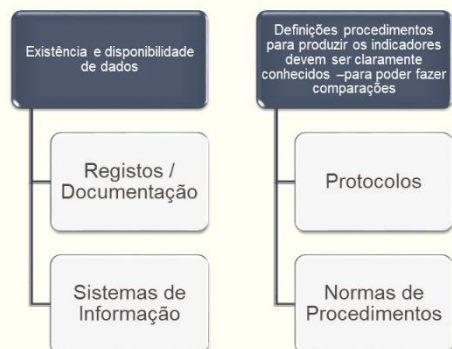 Existência e disponibilidade
de dados
Registos /
Documentação
Sistemas de
Informação
Definições procedimentos
para produzir os indicadores
devem ser claramente
conhecidos –para poder fazer
comparações
Protocolos
Normas de
Procedimentos